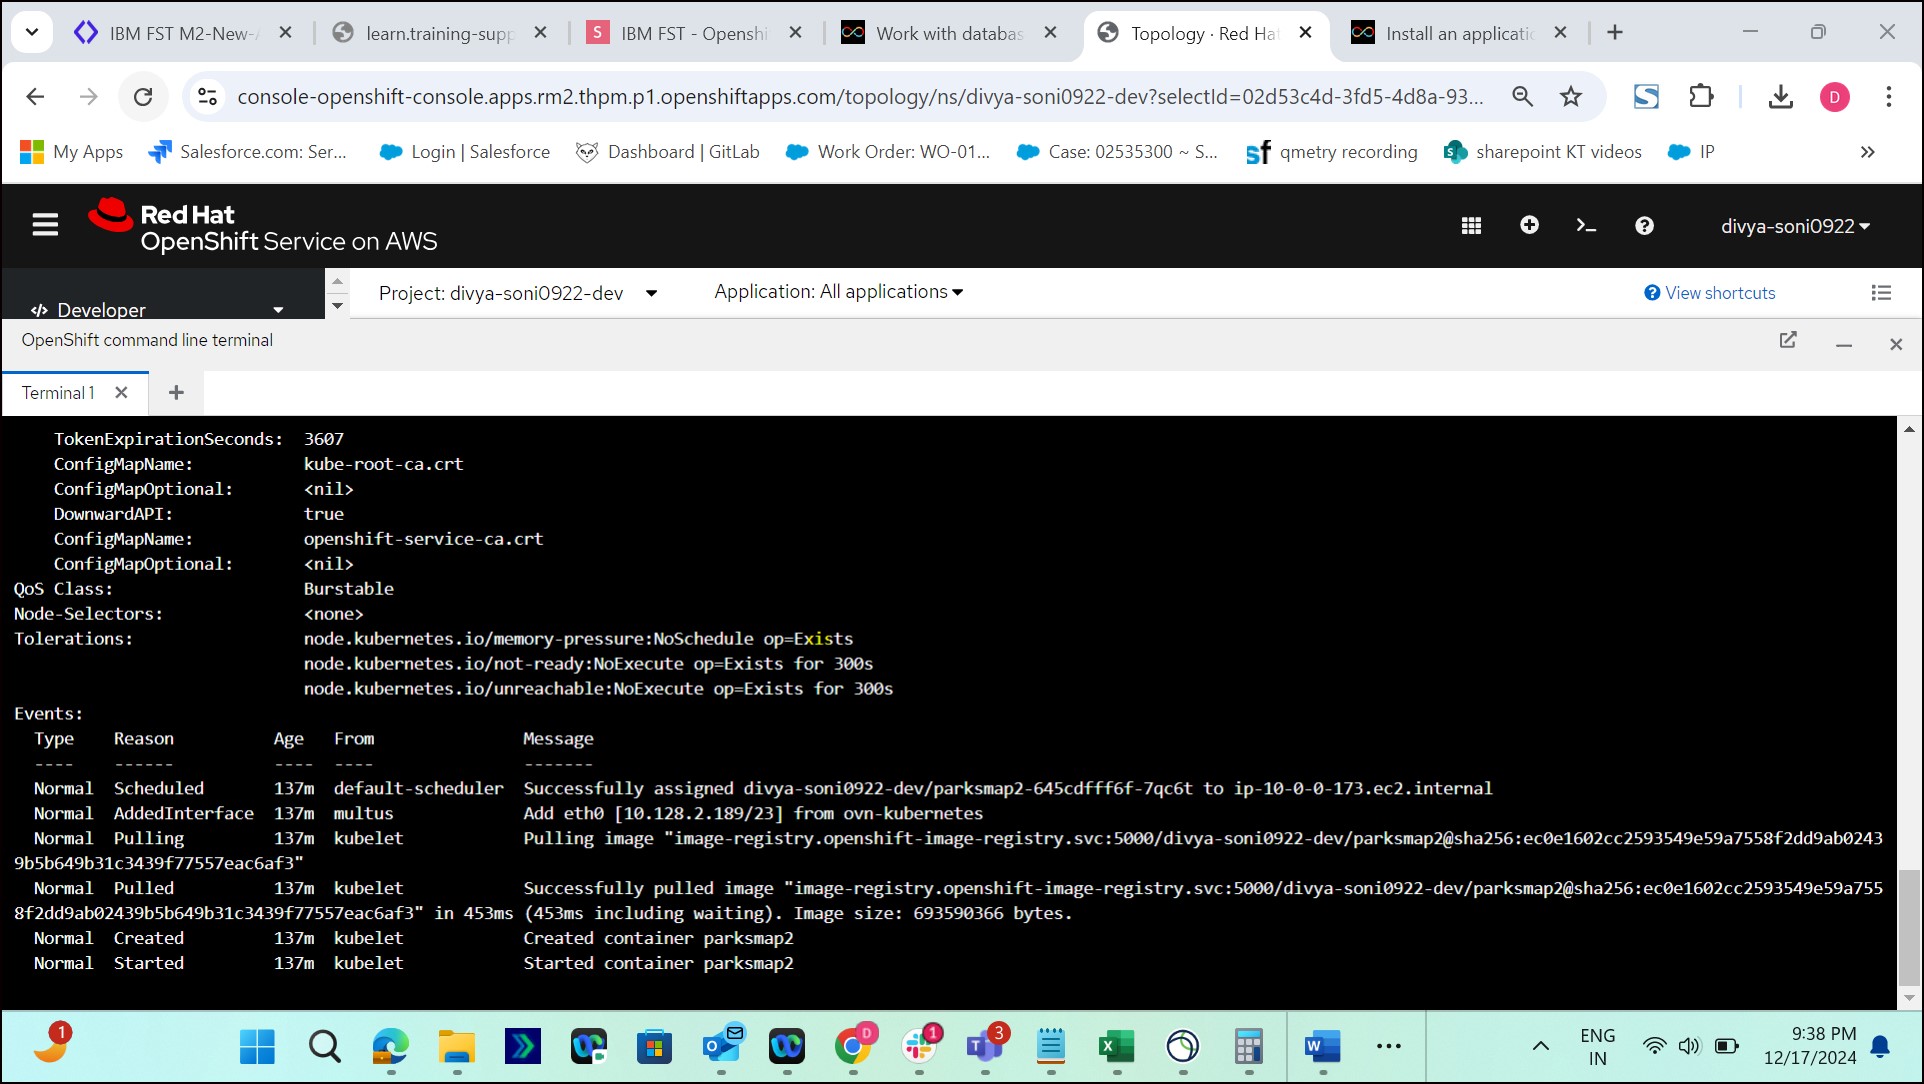 IBM FST M2-New-A
learn.training-supp
S IBM FST - Openshi
Work with databas
Topology · Red Hat
Install an applicatio
console-openshift-console.apps.rm2.thpm.p1.openshiftapps.com/topology/ns/divya-soni0922-dev?selectId=02d53c4d-3fd5-4d8a-93...
S
D
My Apps
Salesforce.com: Ser...
Login | Salesforce
Dashboard | GitLab
Work Order: WO-01...
Case: 02535300 ~ S...
sf qmetry recording
sharepoint KT videos
IP
Red Hat
OpenShift Service on AWS
divya-soni0922
</> Developer
Project: divya-soni0922-dev
Application: All applications
View shortcuts
OpenShift command line terminal
Terminal 1
TokenExpirationSeconds: 3607
ConfigMapName: kube-root-ca.crt
ConfigMapOptional: <nil>
DownwardAPI: true
ConfigMapName: openshift-service-ca.crt
ConfigMapOptional: <nil>
QoS Class: Burstable
Node-Selectors: <none>
Tolerations: node.kubernetes.io/memory-pressure:NoSchedule op=Exists
node.kubernetes.io/not-ready:NoExecute op=Exists for 300s
node.kubernetes.io/unreachable:NoExecute op=Exists for 300s
Events:
Type Reason Age From Message
---- ------ ---- ---- -------
Normal Scheduled 137m default-scheduler Successfully assigned divya-soni0922-dev/parksmap2-645cdfff6f-7qc6t to ip-10-0-0-173.ec2.internal
Normal AddedInterface 137m multus Add eth0 [10.128.2.189/23] from ovn-kubernetes
Normal Pulling 137m kubelet Pulling image "image-registry.openshift-image-registry.svc:5000/divya-soni0922-dev/parksmap2@sha256:ec0e1602cc2593549e59a7558f2dd9ab0243
9b5b649b31c3439f77557eac6af3"
Normal Pulled 137m kubelet Successfully pulled image "image-registry.openshift-image-registry.svc:5000/divya-soni0922-dev/parksmap2@sha256:ec0e1602cc2593549e59a755
8f2dd9ab02439b5b649b31c3439f77557eac6af3" in 453ms (453ms including waiting). Image size: 693590366 bytes.
Normal Created 137m kubelet Created container parksmap2
Normal Started 137m kubelet Started container parksmap2
1
D
1
3
ENG
IN
9:38 PM
12/17/2024